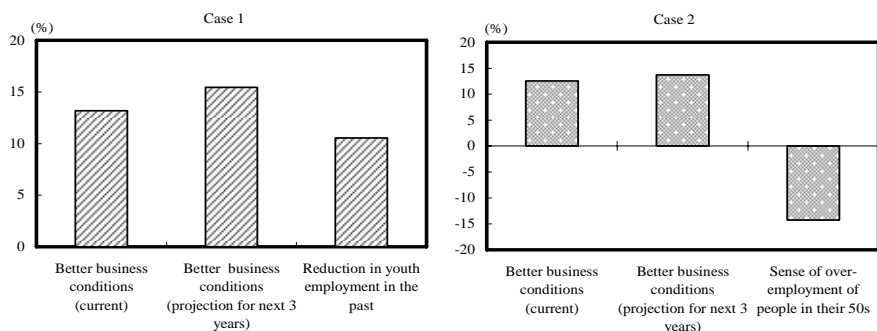 Case 1
(%)
20
15
10
5
0
Better business
conditions
(current)
Better business
conditions
(projection for next 3
years)
Reduction in youth
employment in the
past
Case 2
(%)
20
15
10
5
0
-5
-10
-15
-20
Better business
conditions
(current)
Better business
conditions
(projection for next 3
years)
Sense of over-
employment of
people in their 50s